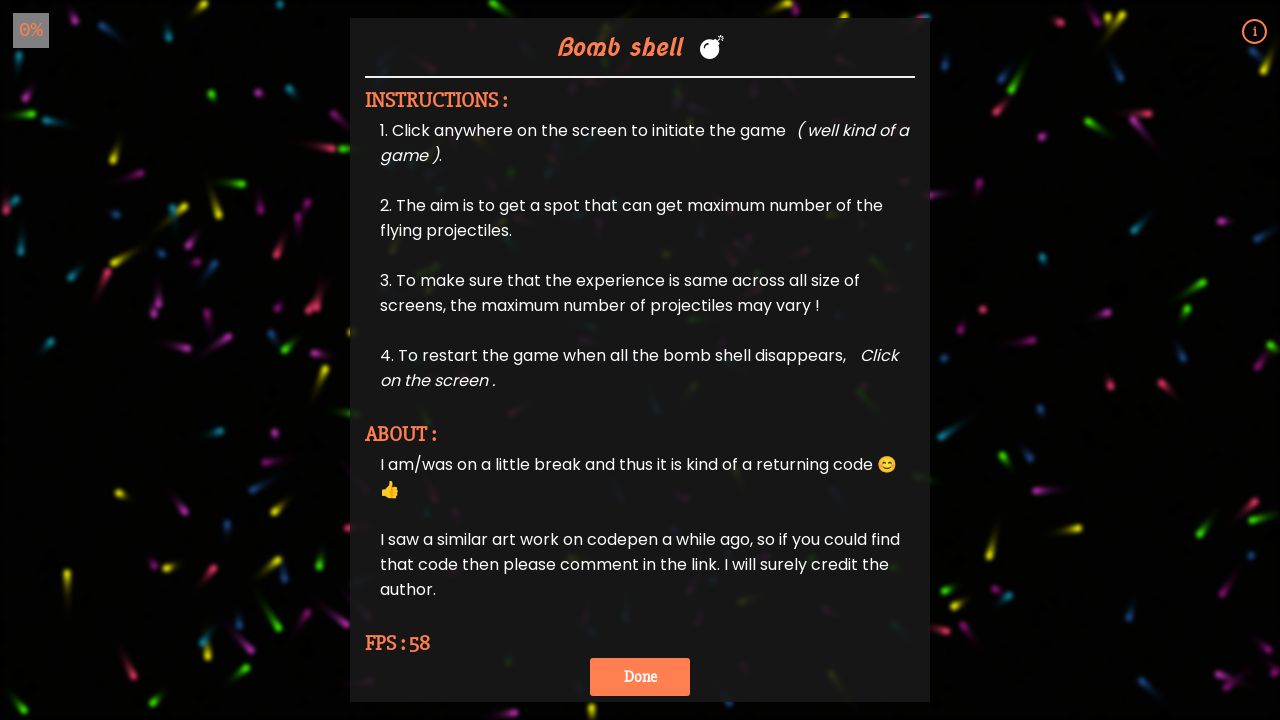 0%
Bomb shell 💣
i
INSTRUCTIONS :
1. Click anywhere on the screen to initiate the game ( well kind of a
game ).
2. The aim is to get a spot that can get maximum number of the
flying projectiles.
3. To make sure that the experience is same across all size of
screens, the maximum number of projectiles may vary !
4. To restart the game when all the bomb shell disappears, Click
on the screen .
ABOUT :
I am/was on a little break and thus it is kind of a returning code 😊
👍
I saw a similar art work on codepen a while ago, so if you could find
that code then please comment in the link. I will surely credit the
author.
FPS : 58
Done